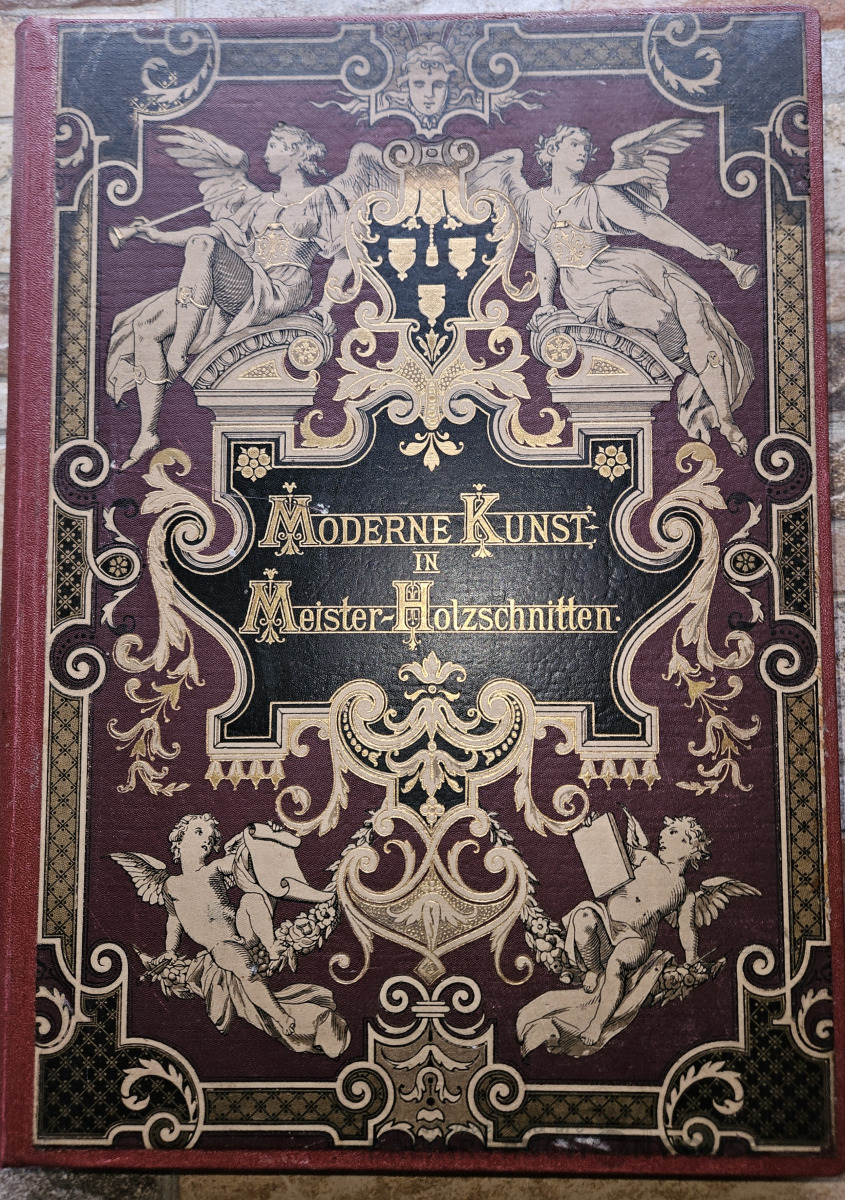 MODERNE KUNST
IN
Meister-Holzschnitten.